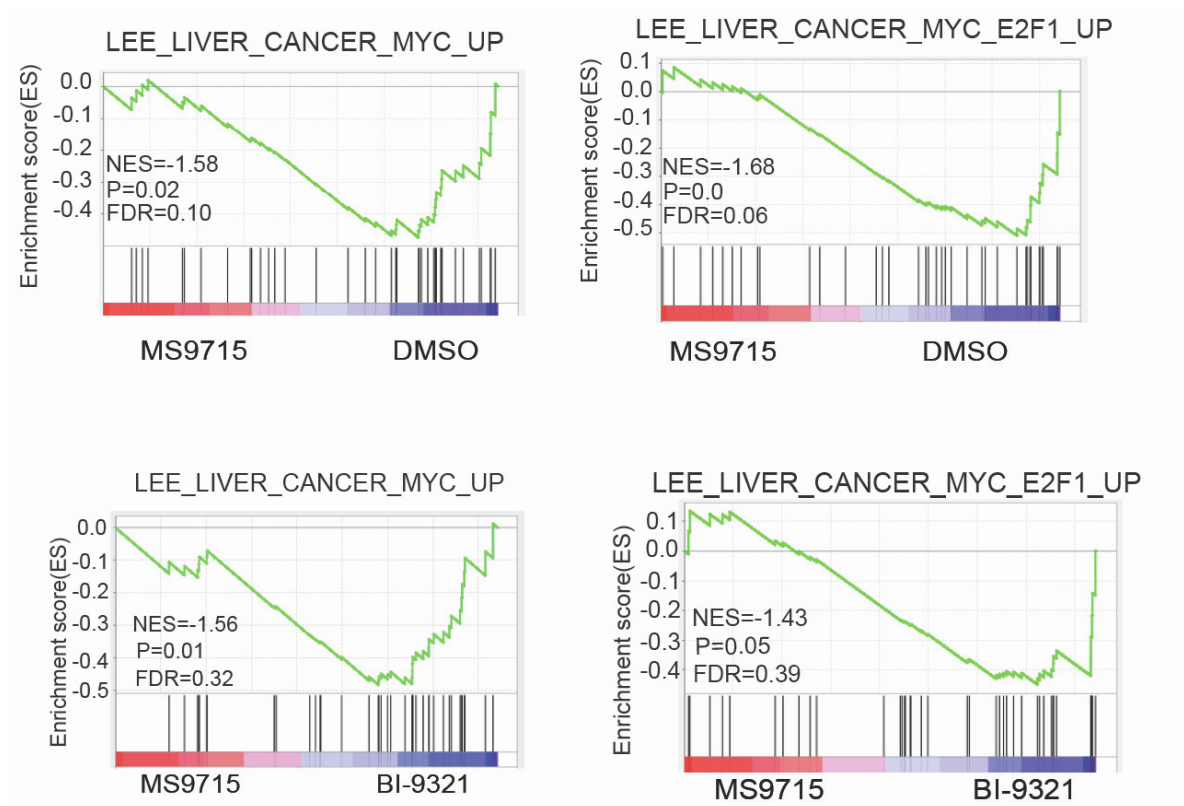 LEE_LIVER_CANCER_MYC_UP
Enrichment score(ES)
0.0
-0.1
-0.2
-0.3
-0.4
NES=-1.58
P=0.02
FDR=0.10
MS9715 DMSO
LEE_LIVER_CANCER_MYC_E2F1_UP
Enrichment score(ES)
0.1
0.0
-0.1
-0.2
-0.3
-0.4
-0.5
NES=-1.68
P=0.0
FDR=0.06
MS9715 DMSO
LEE_LIVER_CANCER_MYC_UP
Enrichment score(ES)
0.0
-0.1
-0.2
-0.3
-0.4
-0.5
NES=-1.56
P=0.01
FDR=0.32
MS9715 BI-9321
LEE_LIVER_CANCER_MYC_E2F1_UP
Enrichment score(ES)
0.1
0.0
-0.1
-0.2
-0.3
-0.4
NES=-1.43
P=0.05
FDR=0.39
MS9715 BI-9321